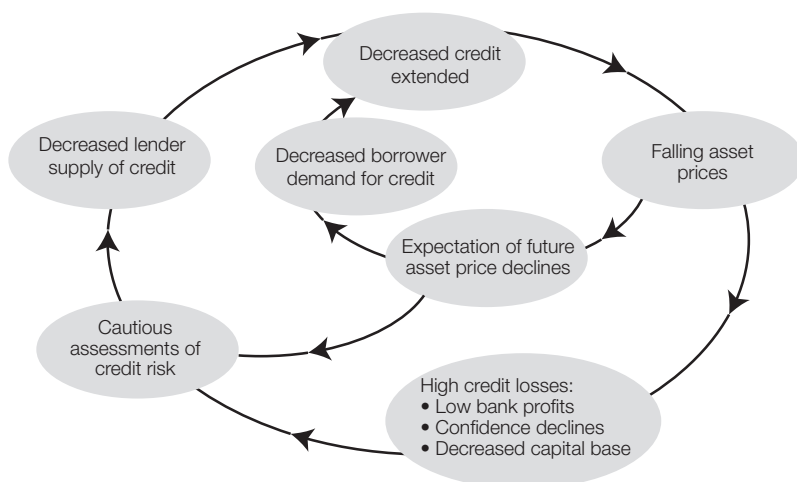 Decreased credit
extended
Decreased lender
supply of credit
Decreased borrower
demand for credit
Falling asset
prices
Expectation of future
asset price declines
Cautious
assessments of
credit risk
High credit losses:
• Low bank profits
• Confidence declines
• Decreased capital base